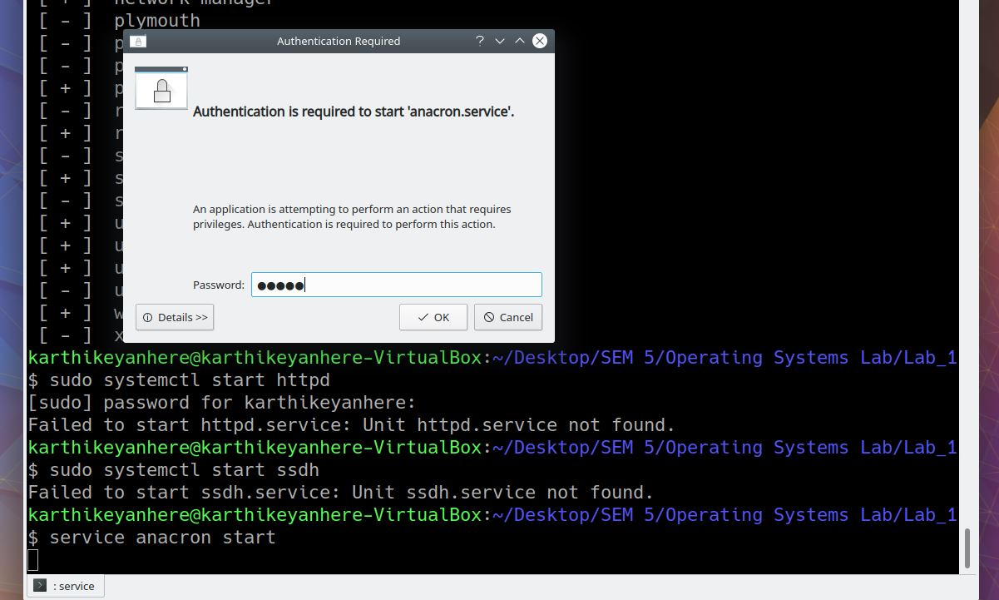 [ + ]  network-manager
[ - ]  plymouth
Authentication Required
[ - ]  p
[ - ]  p
[ + ]  p
Authentication is required to start 'anacron.service'.
[ - ]  r
[ + ]  r
[ - ]  s
[ + ]  s
[ - ]  s
An application is attempting to perform an action that requires
privileges. Authentication is required to perform this action.
[ + ]  u
[ + ]  u
[ + ]  u
[ - ]  u
Password: ●●●●●
[ + ]  w
Details >>
OK
Cancel
[ - ]  x
karthikeyanhere@karthikeyanhere-VirtualBox:~/Desktop/SEM 5/Operating Systems Lab/Lab_1
$ sudo systemctl start httpd
[sudo] password for karthikeyanhere:
Failed to start httpd.service: Unit httpd.service not found.
karthikeyanhere@karthikeyanhere-VirtualBox:~/Desktop/SEM 5/Operating Systems Lab/Lab_1
$ sudo systemctl start ssdh
Failed to start ssdh.service: Unit ssdh.service not found.
karthikeyanhere@karthikeyanhere-VirtualBox:~/Desktop/SEM 5/Operating Systems Lab/Lab_1
$ service anacron start
: service